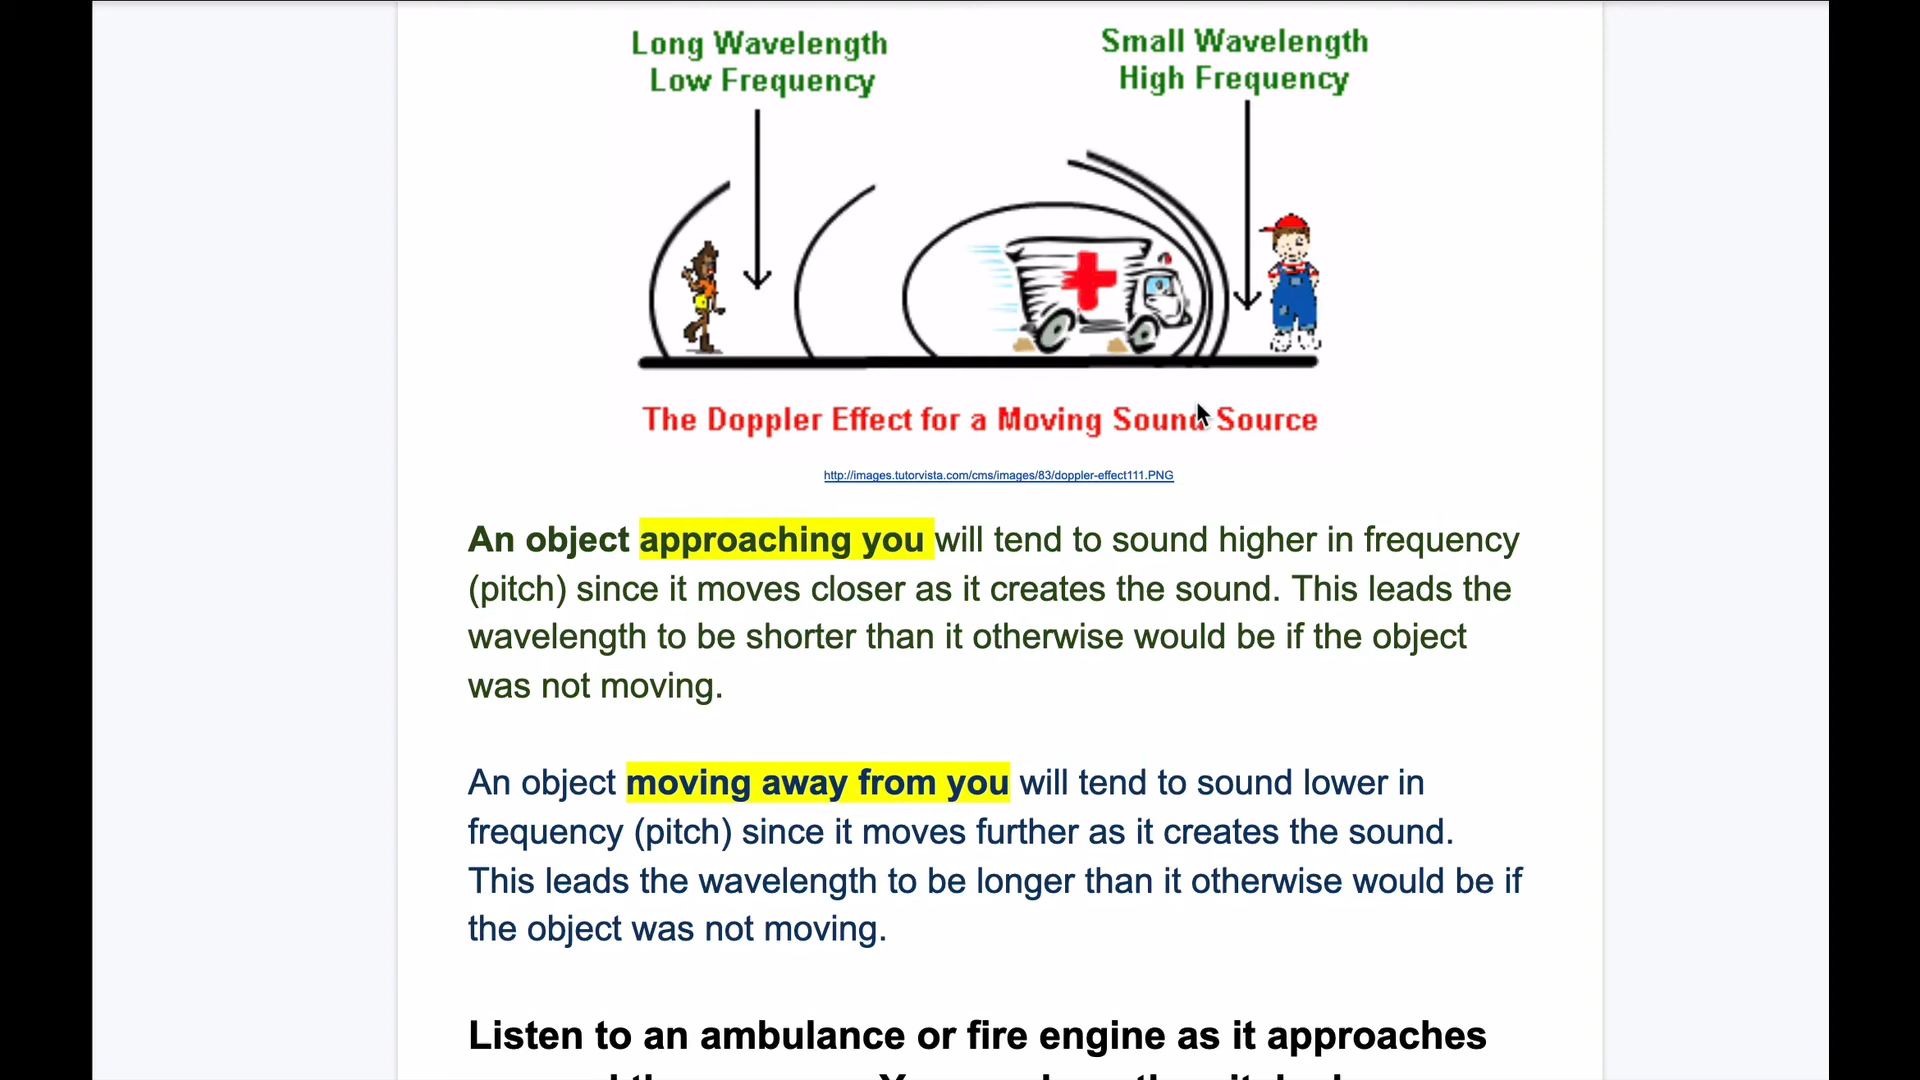 Long Wavelength
Low Frequency
Small Wavelength
High Frequency
The Doppler Effect for a Moving Sound Source
http://images.tutorvista.com/cms/images/83/doppler-effect111.PNG
An object approaching you will tend to sound higher in frequency
(pitch) since it moves closer as it creates the sound. This leads the
wavelength to be shorter than it otherwise would be if the object
was not moving.
An object moving away from you will tend to sound lower in
frequency (pitch) since it moves further as it creates the sound.
This leads the wavelength to be longer than it otherwise would be if
the object was not moving.
Listen to an ambulance or fire engine as it approaches